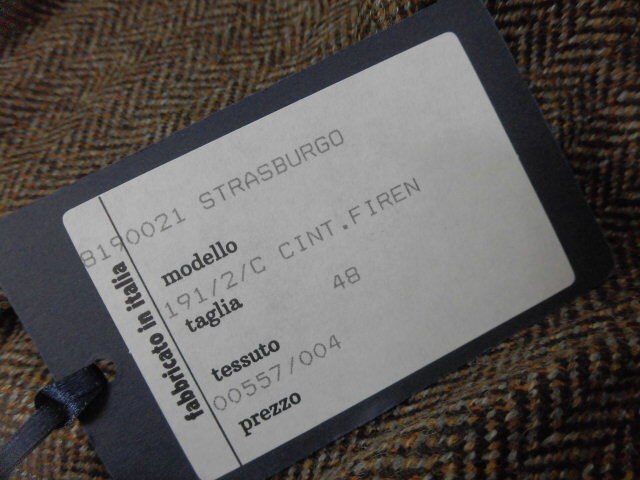 8190021 STRASBURGO
modello
191/2/C CINT.FIREN
taglia
48
tessuto
00557/004
prezzo
fabbricato in italia